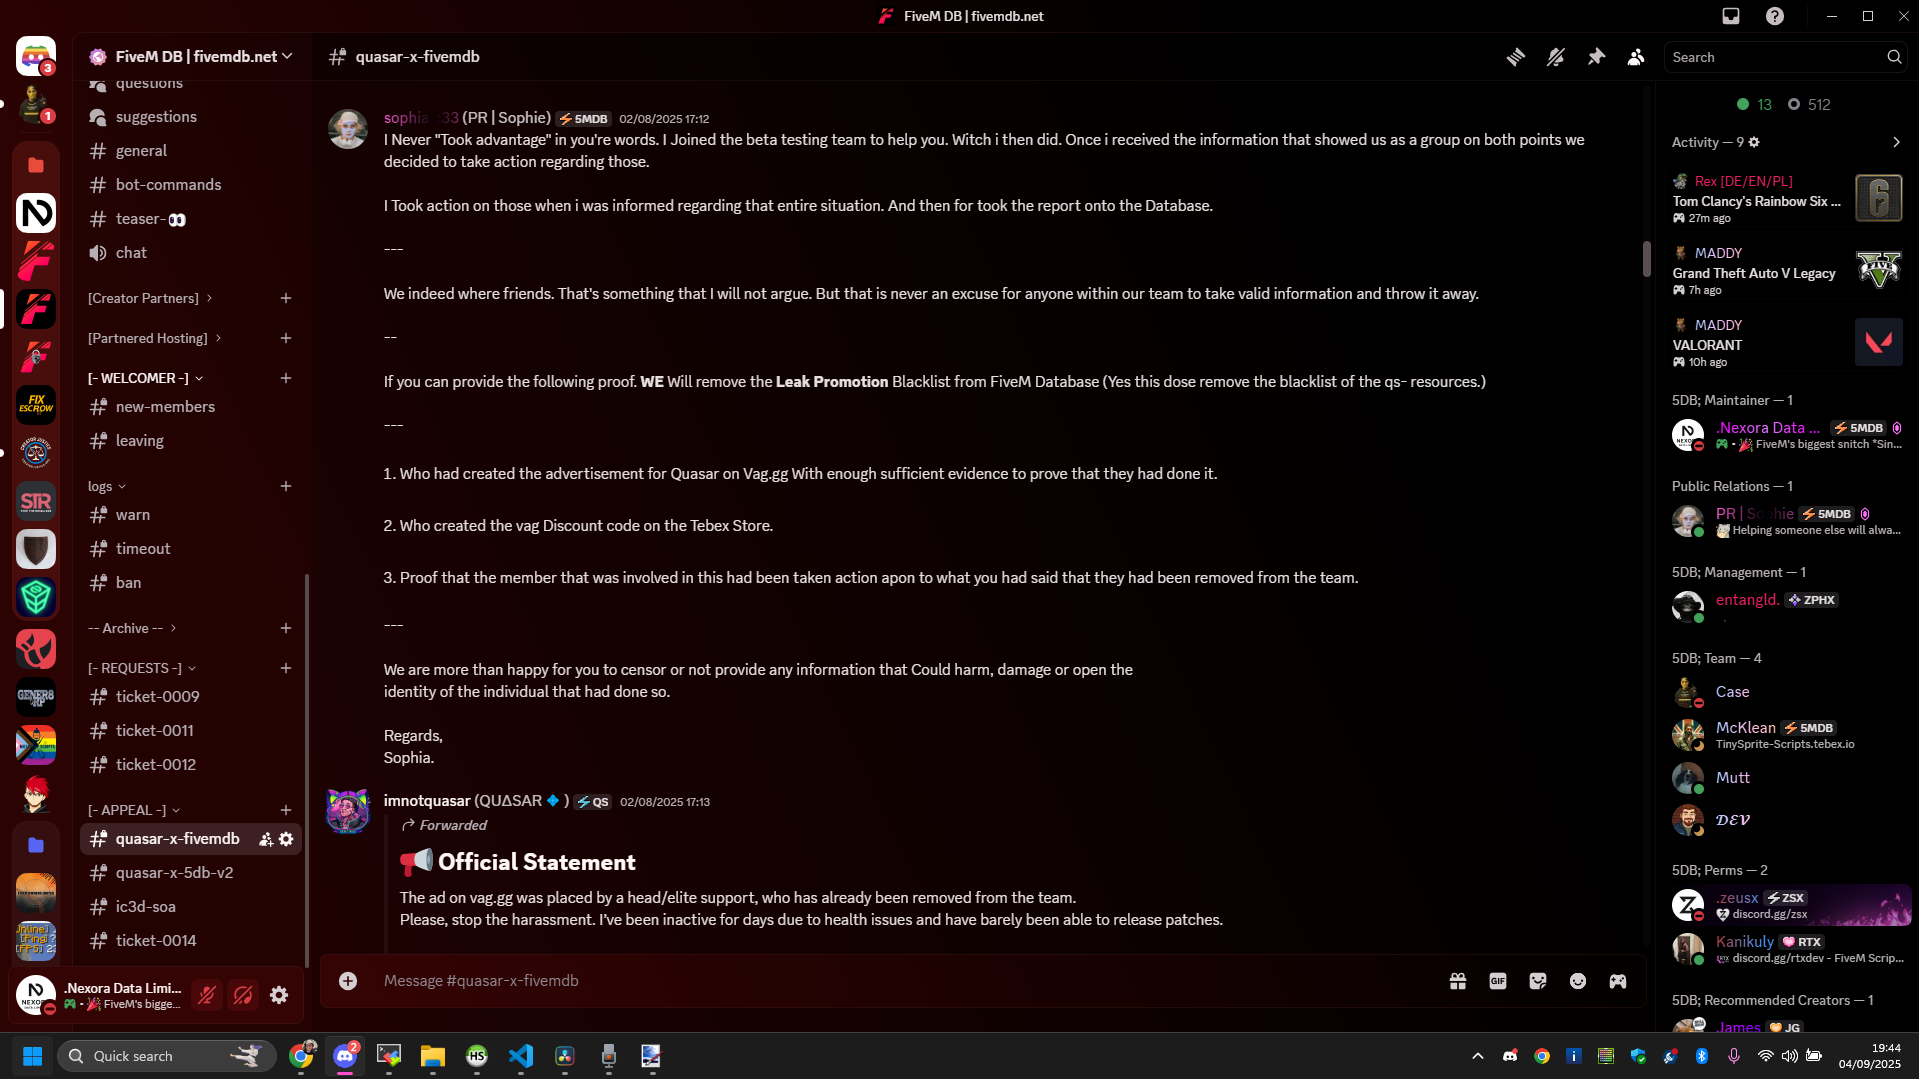 FiveM DB | fivemdb.net
FiveM DB | fivemdb.net
quasar-x-fivemdb
Search
3
1
FIX
ESCROW
STR
GENER8
RP
questions
suggestions
general
bot-commands
teaser-👀
chat
[Creator Partners]
[Partnered Hosting]
[- WELCOMER -]
new-members
leaving
logs
warn
timeout
ban
-- Archive --
[- REQUESTS -]
ticket-0009
ticket-0011
ticket-0012
[- APPEAL -]
quasar-x-fivemdb
quasar-x-5db-v2
ic3d-soa
ticket-0014
.Nexora Data Limi...
FiveM's bigge...
sophia :33 (PR | Sophie) 5MDB 02/08/2025 17:12
I Never "Took advantage" in you're words. I Joined the beta testing team to help you. Witch i then did. Once i received the information that showed us as a group on both points we
decided to take action regarding those.
I Took action on those when i was informed regarding that entire situation. And then for took the report onto the Database.
---
We indeed where friends. That's something that I will not argue. But that is never an excuse for anyone within our team to take valid information and throw it away.
--
If you can provide the following proof. WE Will remove the Leak Promotion Blacklist from FiveM Database (Yes this dose remove the blacklist of the qs- resources.)
---
1. Who had created the advertisement for Quasar on Vag.gg With enough sufficient evidence to prove that they had done it.
2. Who created the vag Discount code on the Tebex Store.
3. Proof that the member that was involved in this had been taken action apon to what you had said that they had been removed from the team.
---
We are more than happy for you to censor or not provide any information that Could harm, damage or open the
identity of the individual that had done so.
Regards,
Sophia.
imnotquasar (QUΔSAR 🔹 ) QS 02/08/2025 17:13
Forwarded
📢 Official Statement
The ad on vag.gg was placed by a head/elite support, who has already been removed from the team.
Please, stop the harassment. I've been inactive for days due to health issues and have barely been able to release patches.
Message #quasar-x-fivemdb
GIF
13 512
Activity — 9
Rex [DE/EN/PL]
Tom Clancy's Rainbow Six ...
27m ago
MADDY
Grand Theft Auto V Legacy
7h ago
MADDY
VALORANT
10h ago
5DB; Maintainer — 1
.Nexora Data ... 5MDB
FiveM's biggest snitch *Sin...
Public Relations — 1
PR | Sophie 5MDB
Helping someone else will alwa...
5DB; Management — 1
entangld. ZPHX
.
5DB; Team — 4
Case
McKlean 5MDB
TinySprite-Scripts.tebex.io
Mutt
𝓓𝓔𝓥
5DB; Perms — 2
.zeusx ZSX
discord.gg/zsx
Kanikuly RTX
discord.gg/rtxdev - FiveM Scrip...
5DB; Recommended Creators — 1
James JG
Quick search
2
HS
19:44
04/09/2025